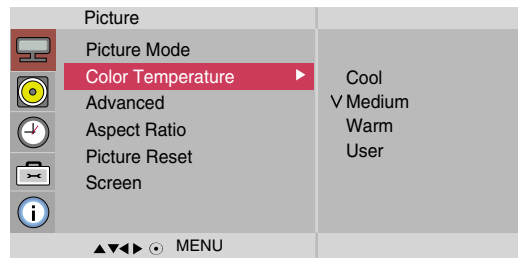 Picture
Picture Mode
Color Temperature
Advanced
Aspect Ratio
Picture Reset
Screen
Cool
V Medium
Warm
User
MENU